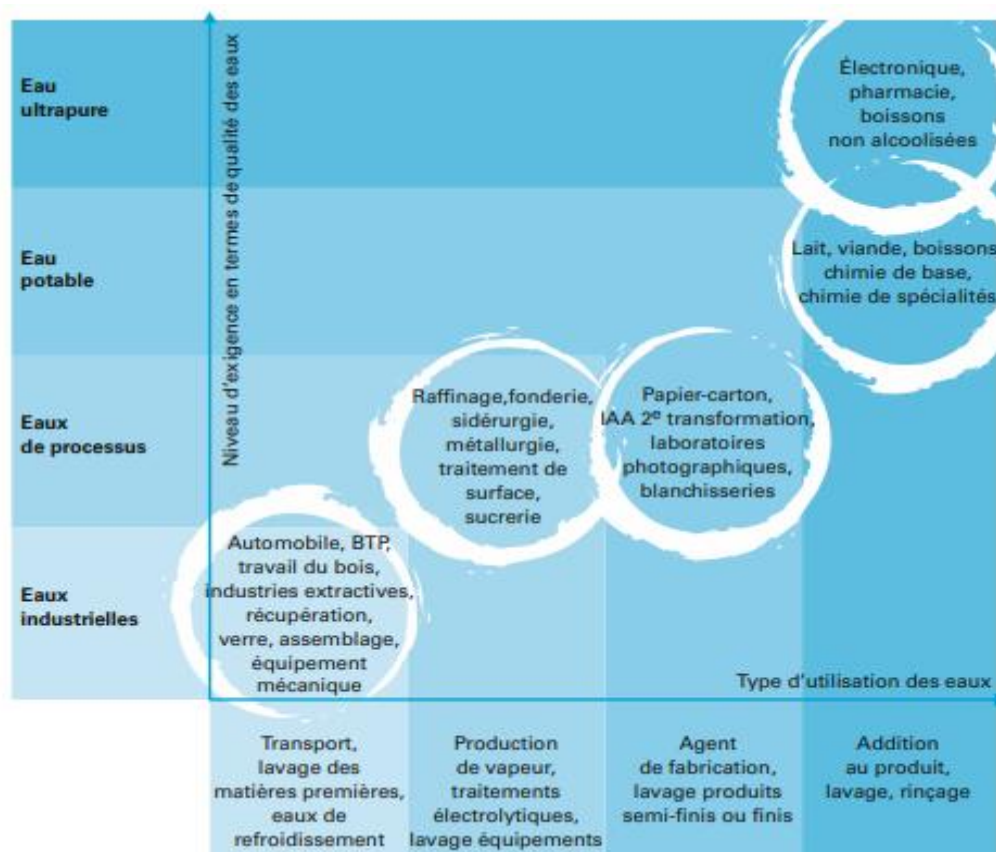 Eau
ultrapure
Eau
potable
Eaux
de processus
Eaux
industrielles
Niveau d'exigence en termes de qualité des eaux
Électronique,
pharmacie,
boissons
non alcoolisées
Lait, viande, boissons
chimie de base,
chimie de spécialités
Raffinage,fonderie,
sidérurgie,
métallurgie,
traitement de
surface,
sucrerie
Papier-carton,
IAA 2e transformation,
laboratoires
photographiques,
blanchisseries
Automobile, BTP,
travail du bois,
industries extractives,
récupération,
verre, assemblage,
équipement
mécanique
Type d'utilisation des eaux
Transport,
lavage des
matières premières,
eaux de
refroidissement
Production
de vapeur,
traitements
électrolytiques,
lavage équipements
Agent
de fabrication,
lavage produits
semi-finis ou finis
Addition
au produit,
lavage, rinçage